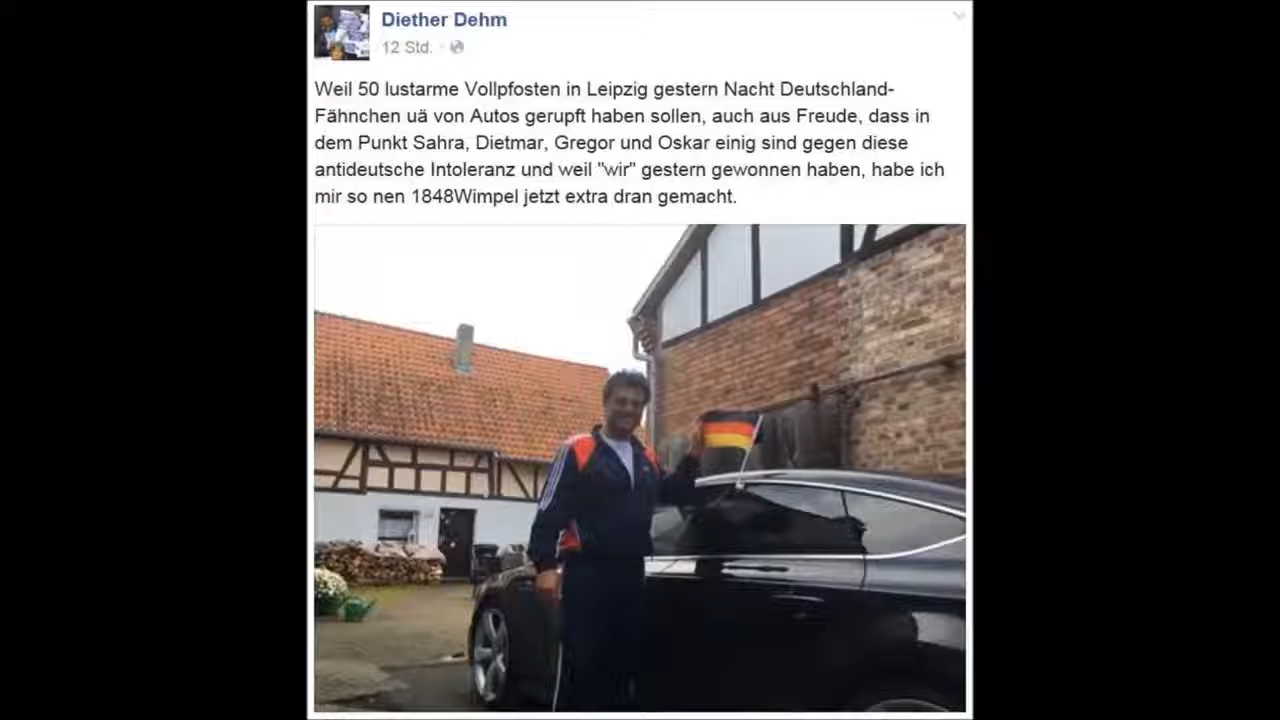 Diether Dehm
12 Std. ·
Weil 50 lustarme Vollpfosten in Leipzig gestern Nacht Deutschland-
Fähnchen uä von Autos gerupft haben sollen, auch aus Freude, dass in
dem Punkt Sahra, Dietmar, Gregor und Oskar einig sind gegen diese
antideutsche Intoleranz und weil "wir" gestern gewonnen haben, habe ich
mir so nen 1848Wimpel jetzt extra dran gemacht.